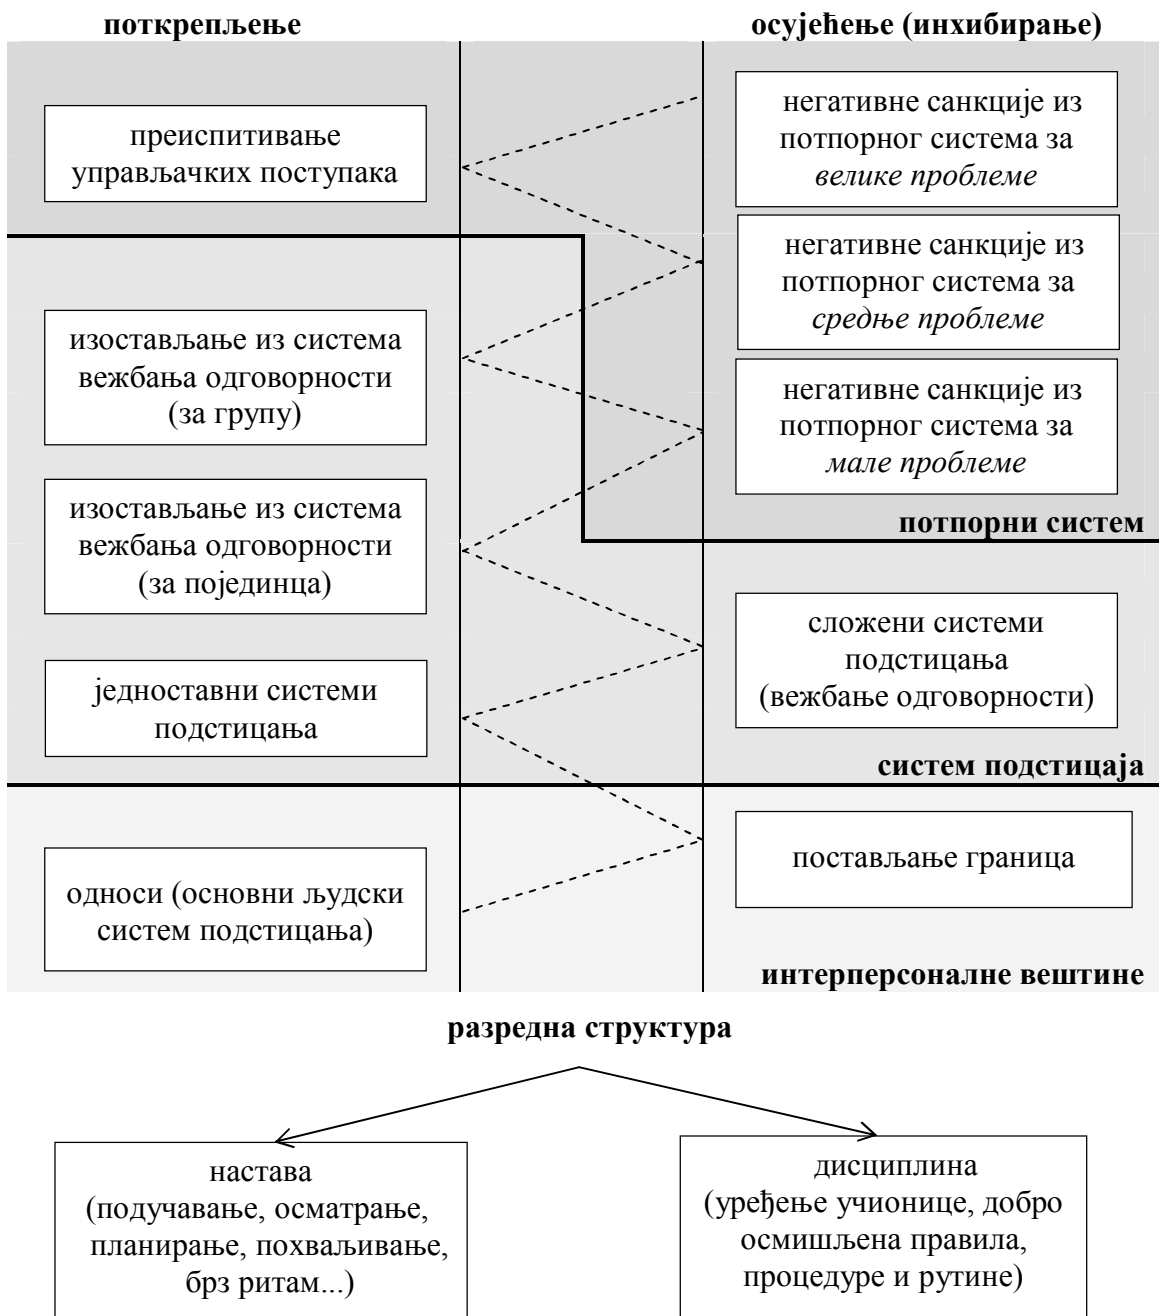 поткрепљење
осујећење (инхибирање)
преиспитивање
управљачких поступака
негативне санкције из
потпорног система за
велике проблеме
негативне санкције из
потпорног система за
средње проблеме
изостављање из система
вежбања одговорности
(за групу)
негативне санкције из
потпорног система за
мале проблеме
потпорни систем
изостављање из система
вежбања одговорности
(за појединца)
сложени системи
подстицања
(вежбање одговорности)
једноставни системи
подстицања
систем подстицаја
постављање граница
односи (основни људски
систем подстицања)
интерперсоналне вештине
разредна структура
настава
(подучавање, осматрање,
планирање, похваљивање,
брз ритам...)
дисциплина
(уређење учионице, добро
осмишљена правила,
процедуре и рутине)